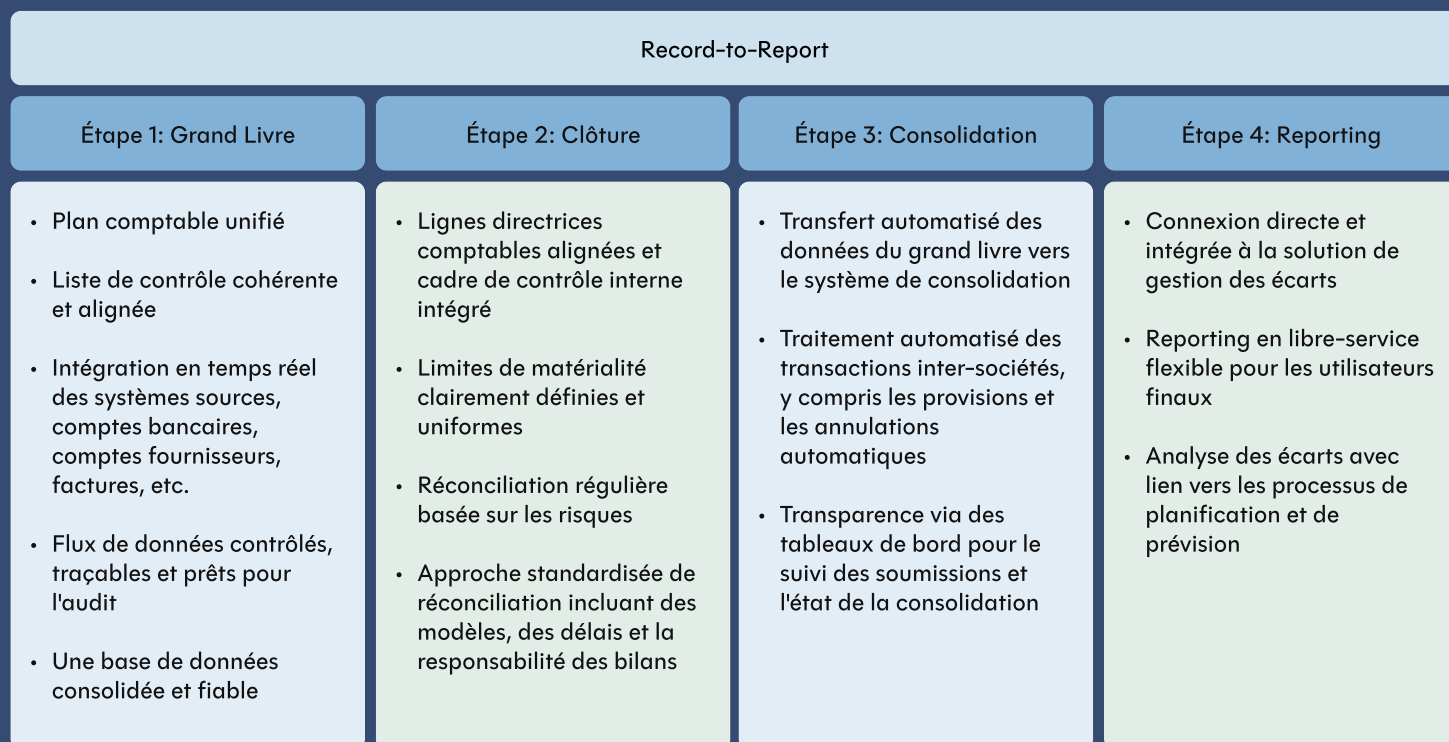 Record-to-Report
Étape 1: Grand Livre
Étape 2: Clôture
Étape 3: Consolidation
Étape 4: Reporting
• Plan comptable unifié
• Liste de contrôle cohérente
et alignée
• Intégration en temps réel
des systèmes sources,
comptes bancaires,
comptes fournisseurs,
factures, etc.
• Flux de données contrôlés,
traçables et prêts pour
l'audit
• Une base de données
consolidée et fiable
• Lignes directrices
comptables alignées et
cadre de contrôle interne
intégré
• Limites de matérialité
clairement définies et
uniformes
• Réconciliation régulière
basée sur les risques
• Approche standardisée de
réconciliation incluant des
modèles, des délais et la
responsabilité des bilans
• Transfert automatisé des
données du grand livre vers
le système de consolidation
• Traitement automatisé des
transactions inter-sociétés,
y compris les provisions et
les annulations
automatiques
• Transparence via des
tableaux de bord pour le
suivi des soumissions et
l'état de la consolidation
• Connexion directe et
intégrée à la solution de
gestion des écarts
• Reporting en libre-service
flexible pour les utilisateurs
finaux
• Analyse des écarts avec
lien vers les processus de
planification et de
prévision